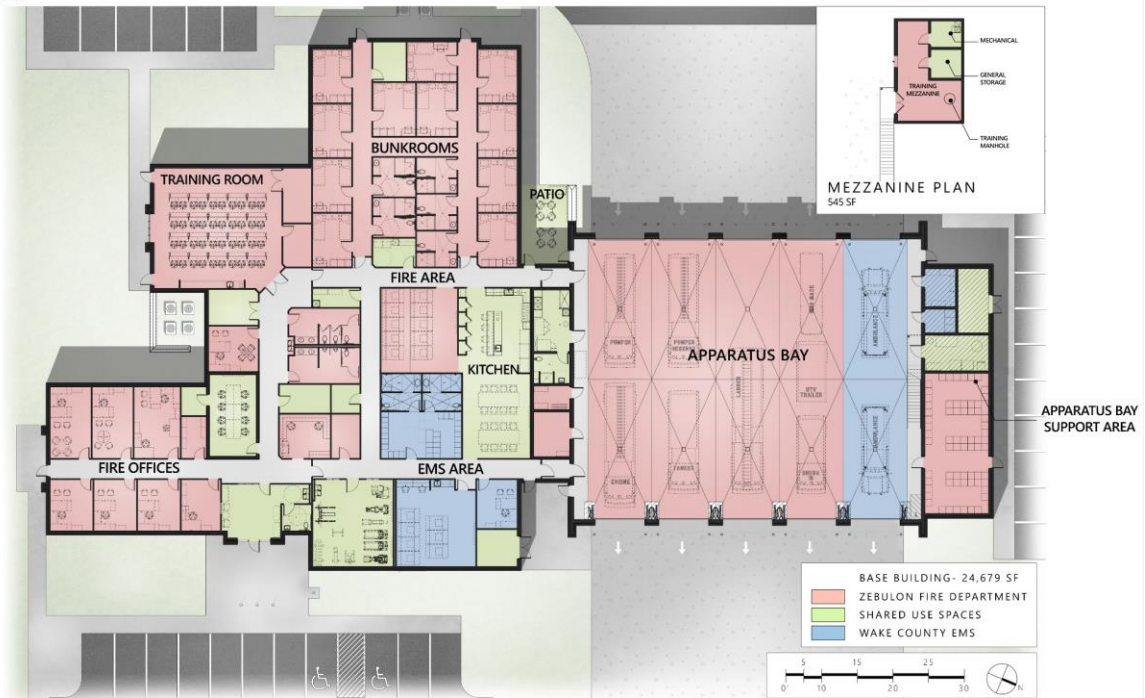 MECHANICAL
GENERAL
STORAGE
TRAINING
MEZZANINE
TRAINING
MANHOLE
MEZZANINE PLAN
545 SF
BUNKROOMS
TRAINING ROOM
PATIO
FIRE AREA
KITCHEN
APPARATUS BAY
PUMPER
PUMPER
RESERVE
LADDER
TRAILER
AMBULANCE
AMBULANCE
TANKER
ENGINE
APPARATUS BAY
SUPPORT AREA
FIRE OFFICES
EMS AREA
BASE BUILDING- 24,679 SF
ZEBULON FIRE DEPARTMENT
SHARED USE SPACES
WAKE COUNTY EMS
5 15 25
0' 10 20 30
N